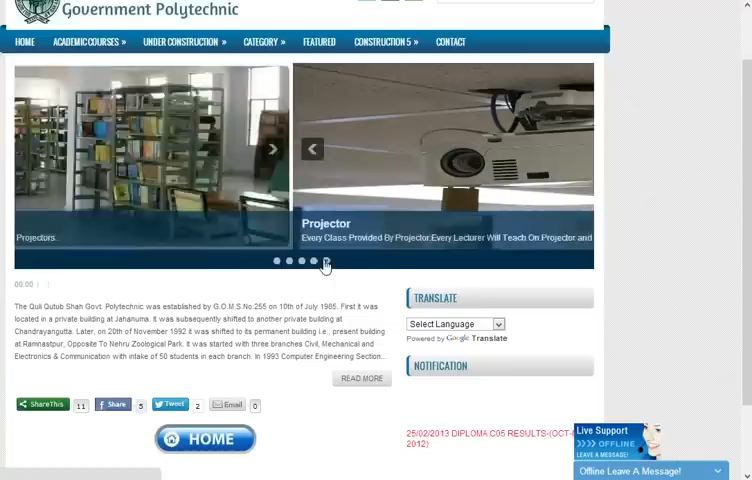 Government Polytechnic
HOME ACADEMIC COURSES » UNDER CONSTRUCTION » CATEGORY » FEATURED CONSTRUCTION 5 » CONTACT
Projectors.
Projector
Every Class Provided By Projector.Every Lecturer Will Teach On Projector and
00:00
The Quli Qutub Shah Govt. Polytechnic was established by G.O.M.S.No:255 on 10th of July 1985. First it was
located in a private building at Jahanuma. It was subsequently shifted to another private building at
Chandrayangutta. Later, on 20th of November 1992 it was shifted to its permanent building i.e., present building
at Ramnastpur, Opposite To Nehru Zoological Park. It was started with three branches Civil, Mechanical and
Electronics & Communication with intake of 50 students in each branch. In 1993 Computer Engineering Section...
READ MORE
ShareThis 11 Share 5 Tweet 2 Email 0
HOME
TRANSLATE
Select Language
Powered by Google Translate
NOTIFICATION
25/02/2013 DIPLOMA C05 RESULTS-(OCT-
2012)
Live Support
>>>> OFFLINE
LEAVE A MESSAGE!
Offline Leave A Message!